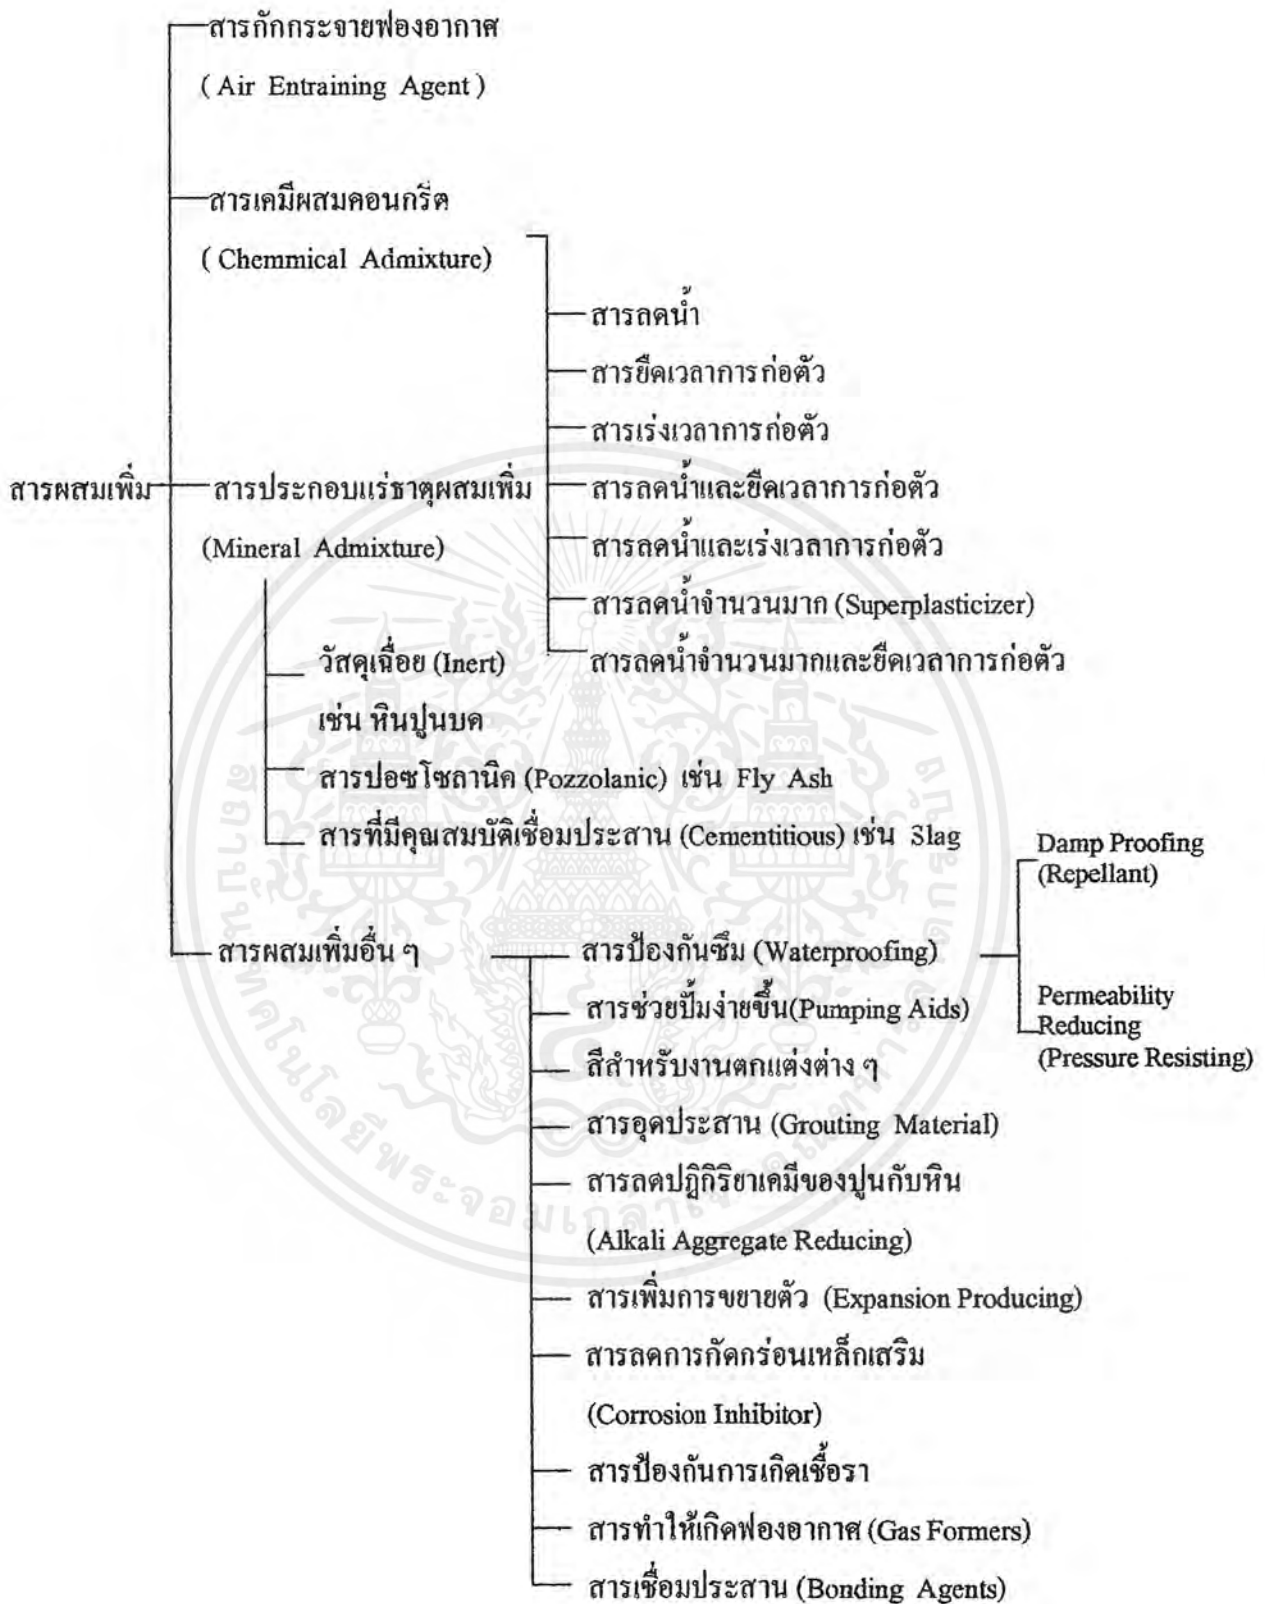 สารกักกระจายฟองอากาศ
( Air Entraining Agent )
สารเคมีผสมคอนกรีต
( Chemmical Admixture)
สารลดน้ำ
สารยืดเวลาการก่อตัว
สารเร่งเวลาการก่อตัว
สารผสมเพิ่ม
สารประกอบแร่ธาตุผสมเพิ่ม
(Mineral Admixture)
สารลดน้ำและยืดเวลาการก่อตัว
สารลดน้ำและเร่งเวลาการก่อตัว
สารลดน้ำจำนวนมาก (Superplasticizer)
สารลดน้ำจำนวนมากและยืดเวลาการก่อตัว
วัสดุเฉื่อย (Inert)
เช่น หินปูนบด
สารปอซโซลานิค (Pozzolanic) เช่น Fly Ash
สารที่มีคุณสมบัติเชื่อมประสาน (Cementitious) เช่น Slag
สารผสมเพิ่มอื่น ๆ
สารป้องกันซึม (Waterproofing)
Damp Proofing
(Repellant)
Permeability
Reducing
(Pressure Resisting)
สารช่วยปั้มง่ายขึ้น(Pumping Aids)
สีสำหรับงานตกแต่งต่าง ๆ
สารอุดประสาน (Grouting Material)
สารลดปฏิกิริยาเคมีของปูนกับหิน
(Alkali Aggregate Reducing)
สารเพิ่มการขยายตัว (Expansion Producing)
สารลดการกัดกร่อนเหล็กเสริม
(Corrosion Inhibitor)
สารป้องกันการเกิดเชื้อรา
สารทำให้เกิดฟองอากาศ (Gas Formers)
สารเชื่อมประสาน (Bonding Agents)